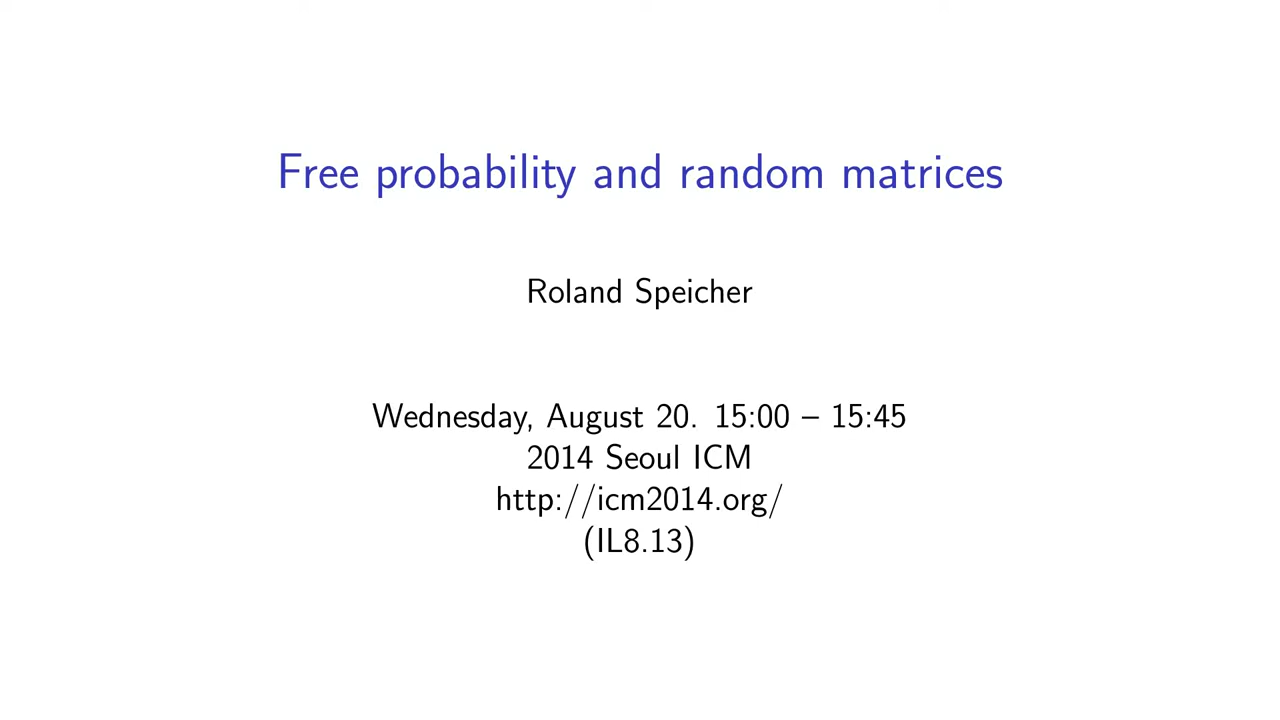 Free probability and random matrices
Roland Speicher
Wednesday, August 20. 15:00 – 15:45
2014 Seoul ICM
http://icm2014.org/
(IL8.13)